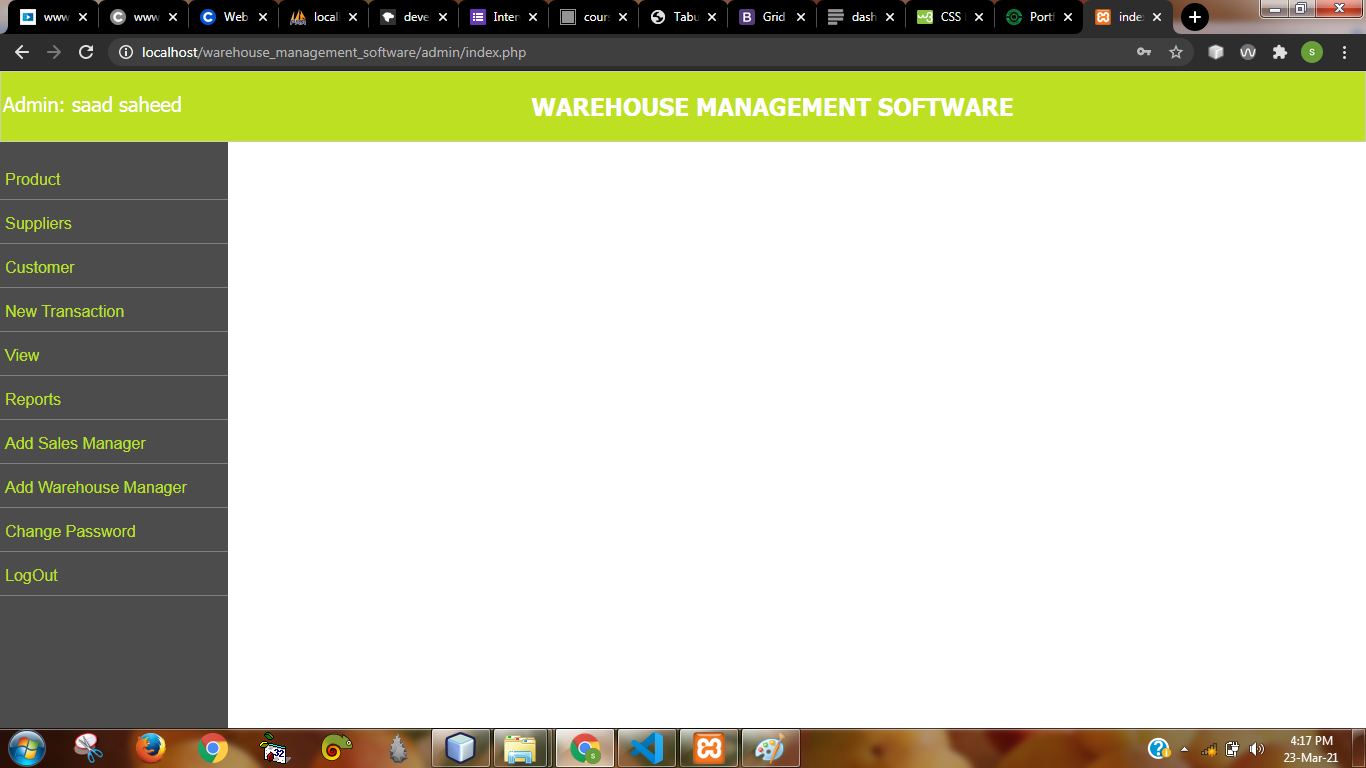 www
www
Web
local
deve
Inter
cours
Tabu
Grid
dash
CSS
Portf
index
localhost/warehouse_management_software/admin/index.php
S
Admin: saad saheed
WAREHOUSE MANAGEMENT SOFTWARE
Product
Suppliers
Customer
New Transaction
View
Reports
Add Sales Manager
Add Warehouse Manager
Change Password
LogOut
4:17 PM
23-Mar-21